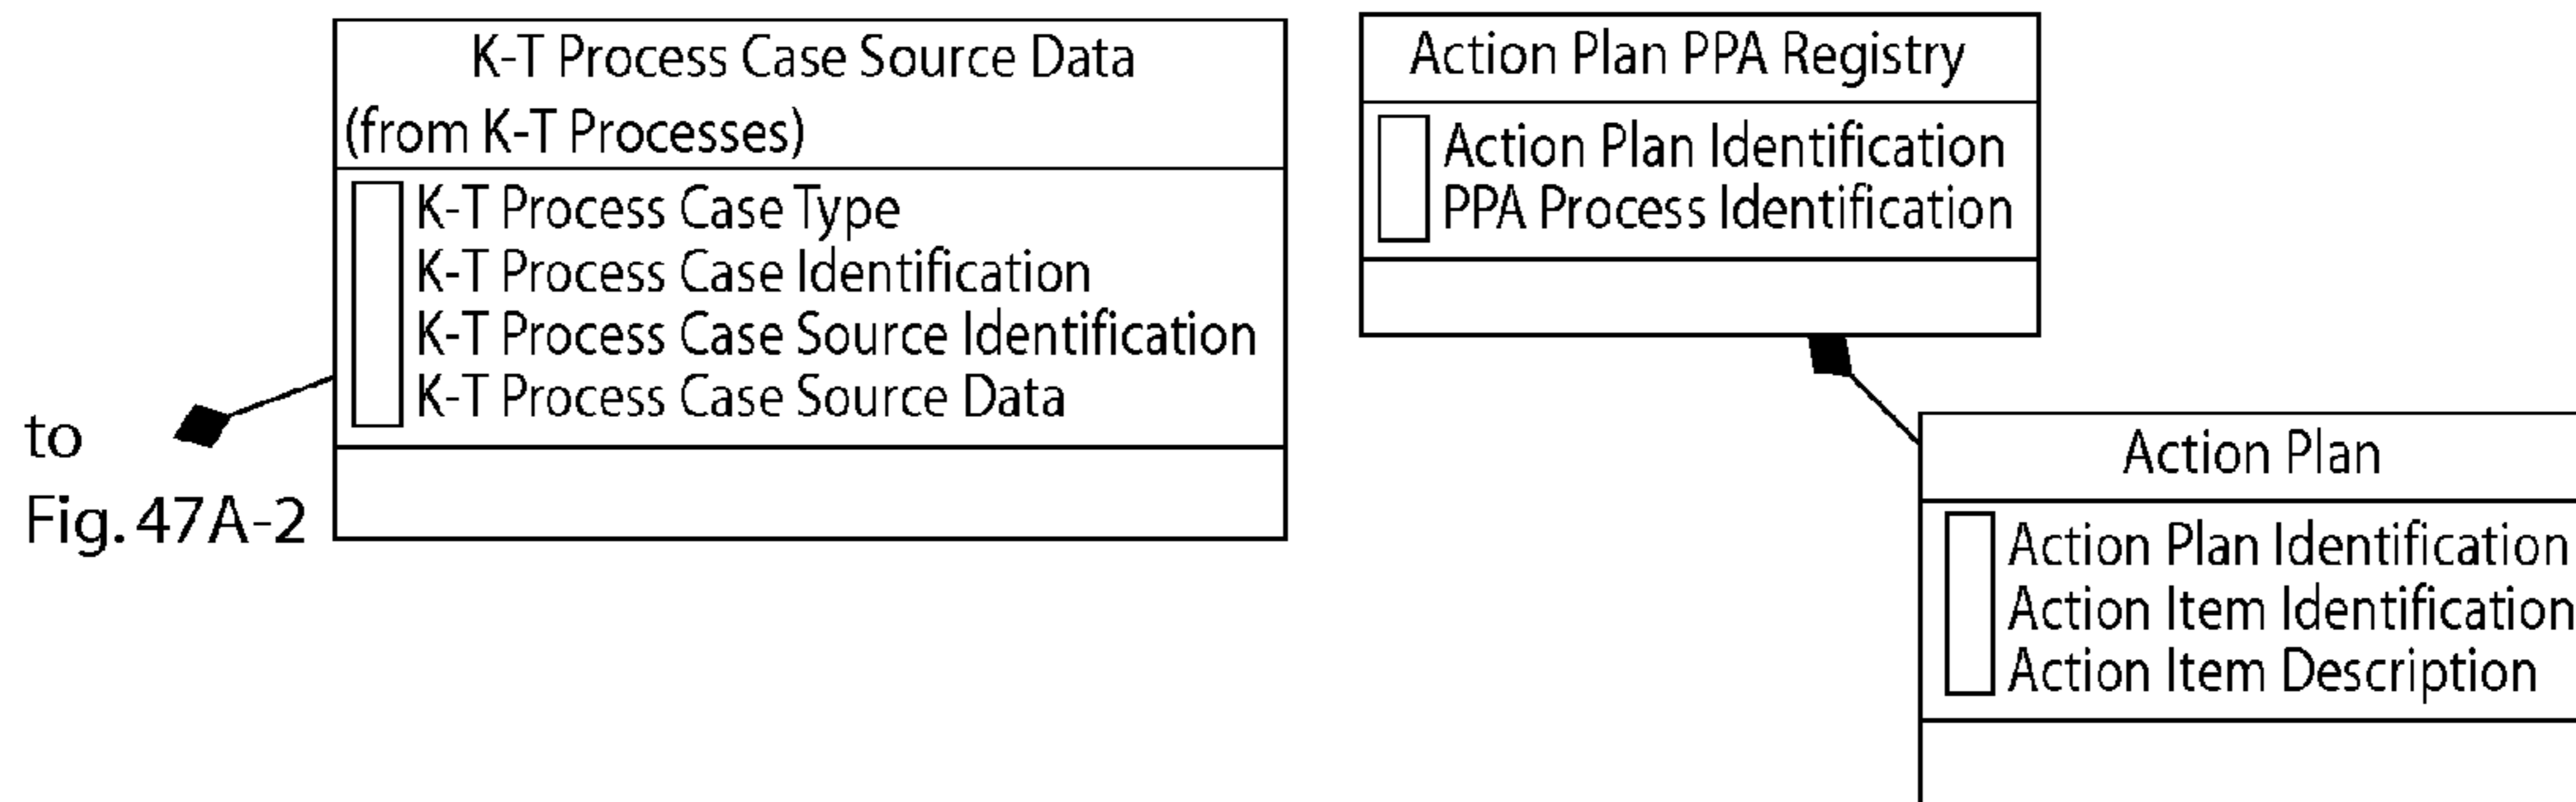 K-T Process Case Source Data
(from K-T Processes)
K-T Process Case Type
K-T Process Case Identification
K-T Process Case Source Identification
K-T Process Case Source Data
to
Fig. 47A-2
Action Plan PPA Registry
Action Plan Identification
PPA Process Identification
Action Plan
Action Plan Identification
Action Item Identification
Action Item Description